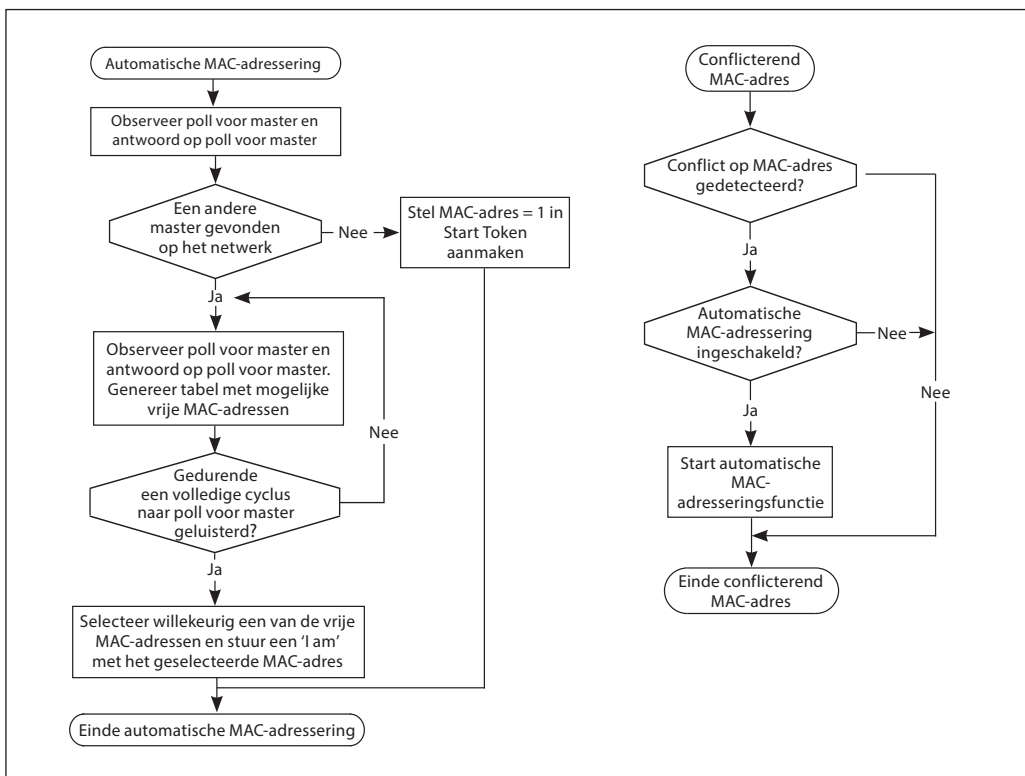 Automatische MAC-adressering
Observeer poll voor master en
antwoord op poll voor master
Een andere
master gevonden
op het netwerk
Nee
Stel MAC-adres = 1 in
Start Token
aanmaken
Ja
Observeer poll voor master en
antwoord op poll voor master.
Genereer tabel met mogelijke
vrije MAC-adressen
Nee
Gedurende
een volledige cyclus
naar poll voor master
geluisterd?
Ja
Selecteer willekeurig een van de vrije
MAC-adressen en stuur een ‘I am’
met het geselecteerde MAC-adres
Einde automatische MAC-adressering
Conflicterend
MAC-adres
Conflict op MAC-adres
gedetecteerd?
Ja
Automatische
MAC-adressering
ingeschakeld?
Nee
Nee
Ja
Start automatische
MAC-
adresseringsfunctie
Einde conflicterend
MAC-adres